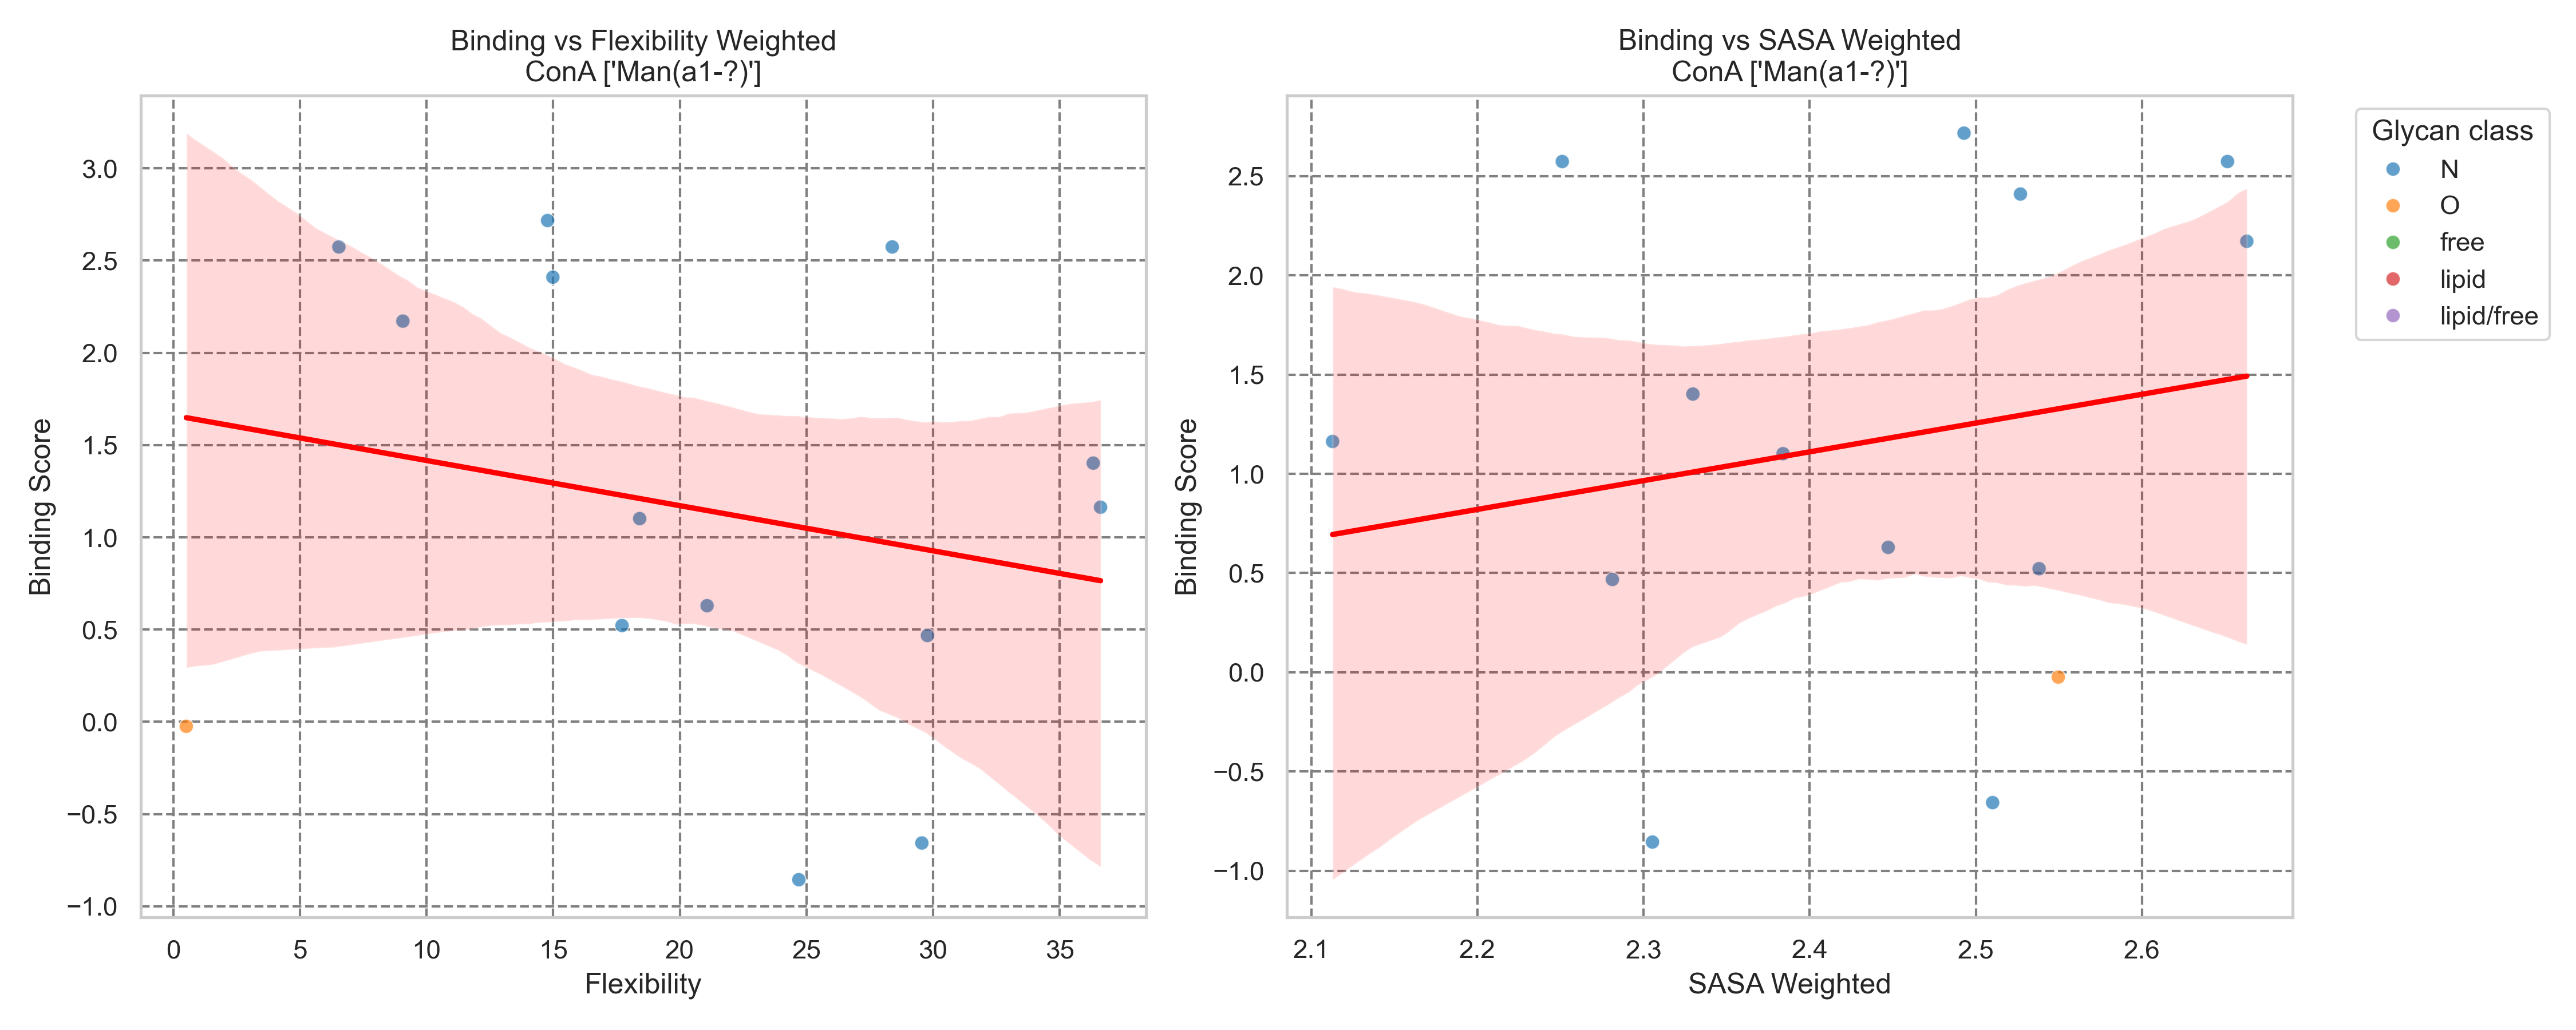 Binding vs Flexibility Weighted
ConA ['Man(a1-?)']
3.0
2.5
2.0
1.5
1.0
0.5
0.0
−0.5
−1.0
Binding Score
0 5 10 15 20 25 30 35
Flexibility
Binding vs SASA Weighted
ConA ['Man(a1-?)']
2.5
2.0
1.5
1.0
0.5
0.0
−0.5
−1.0
Binding Score
2.1 2.2 2.3 2.4 2.5 2.6
SASA Weighted
Glycan class
N
O
free
lipid
lipid/free